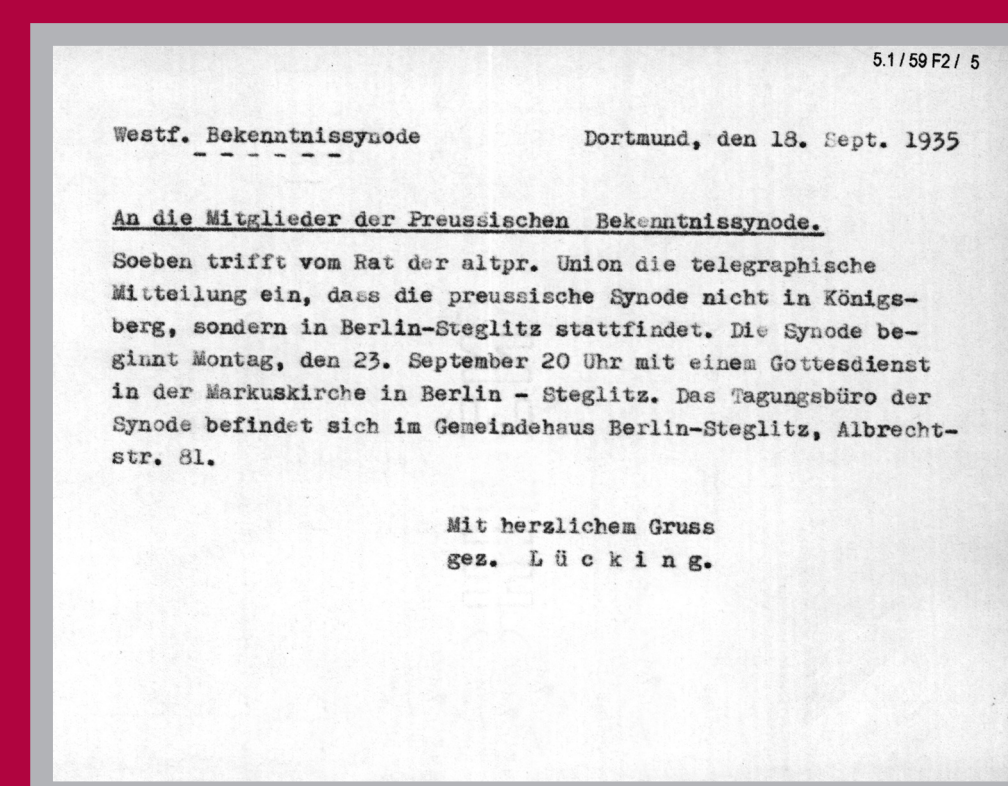 5.1 / 59 F2 / 5
Westf. Bekenntnissynode Dortmund, den 18. Sept. 1935
An die Mitglieder der Preussischen Bekenntnissynode.
Soeben trifft vom Rat der altpr. Union die telegraphische
Mitteilung ein, dass die preussische Synode nicht in Königs-
berg, sondern in Berlin-Steglitz stattfindet. Die Synode be-
ginnt Montag, den 23. September 20 Uhr mit einem Gottesdienst
in der Markuskirche in Berlin - Steglitz. Das Tagungsbüro der
Synode befindet sich im Gemeindehaus Berlin-Steglitz, Albrecht-
str. 81.
Mit herzlichem Gruss
gez. L ü c k i n g.